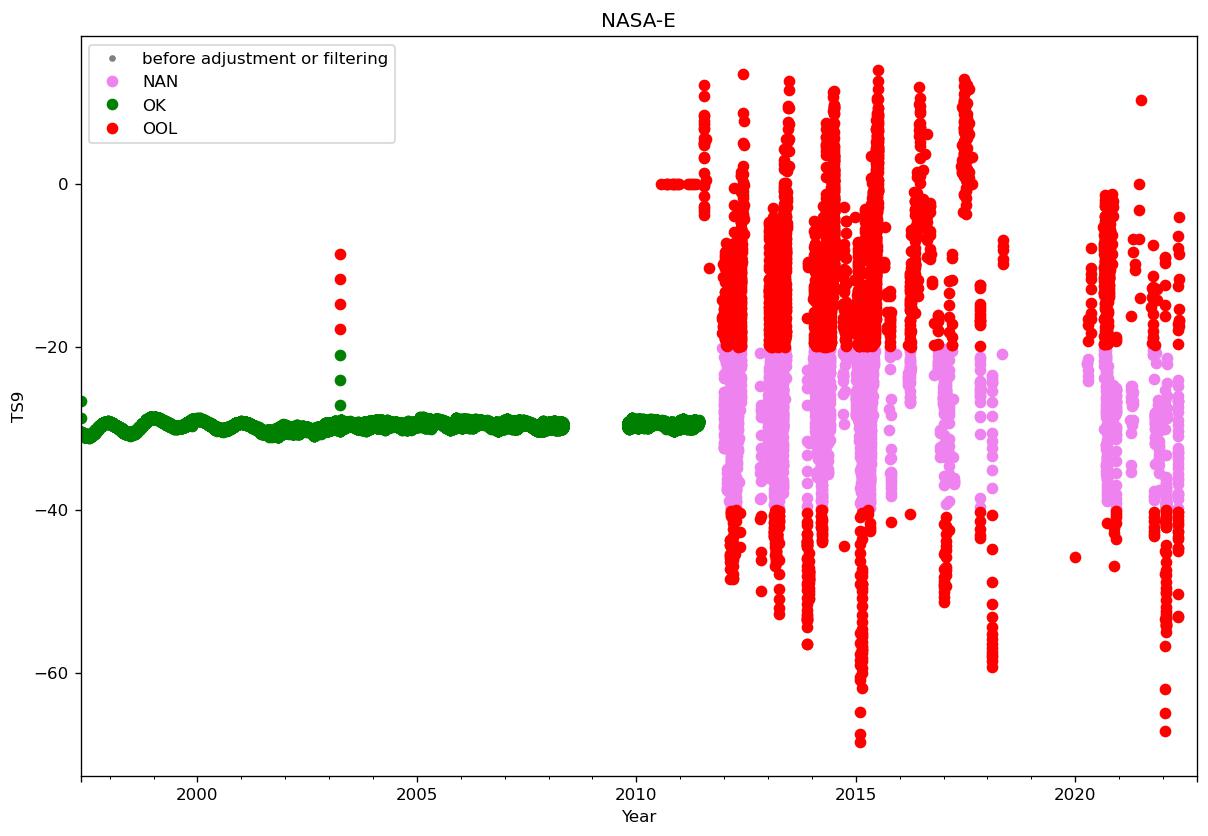 NASA-E
before adjustment or filtering
NAN
OK
OOL
0
−20
−40
−60
TS9
2000 2005 2010 2015 2020
Year